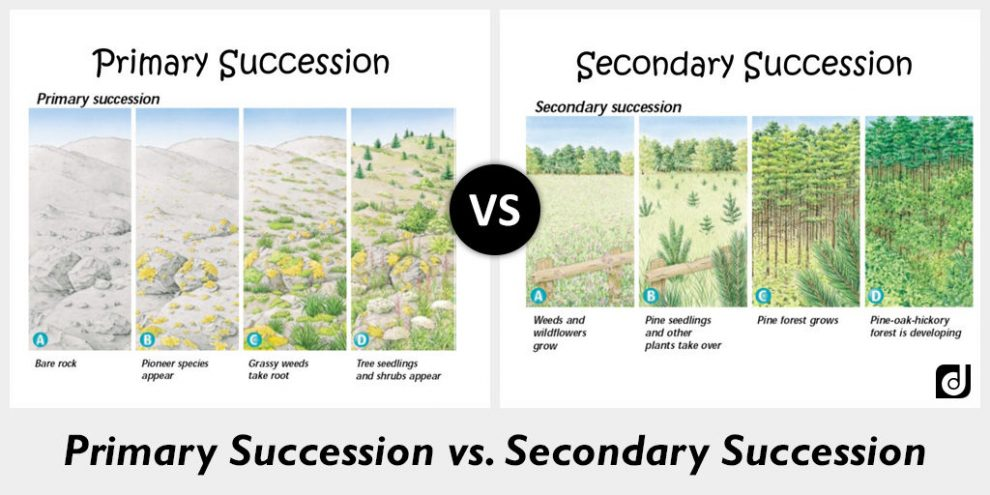 Primary Succession
Primary succession
A
B
C
D
Bare rock
Pioneer species
appear
Grassy weeds
take root
Tree seedlings
and shrubs appear
VS
Secondary Succession
Secondary succession
A
B
C
D
Weeds and
wildflowers
grow
Pine seedlings
and other
plants take over
Pine forest grows
Pine-oak-hickory
forest is developing
d
Primary Succession vs. Secondary Succession